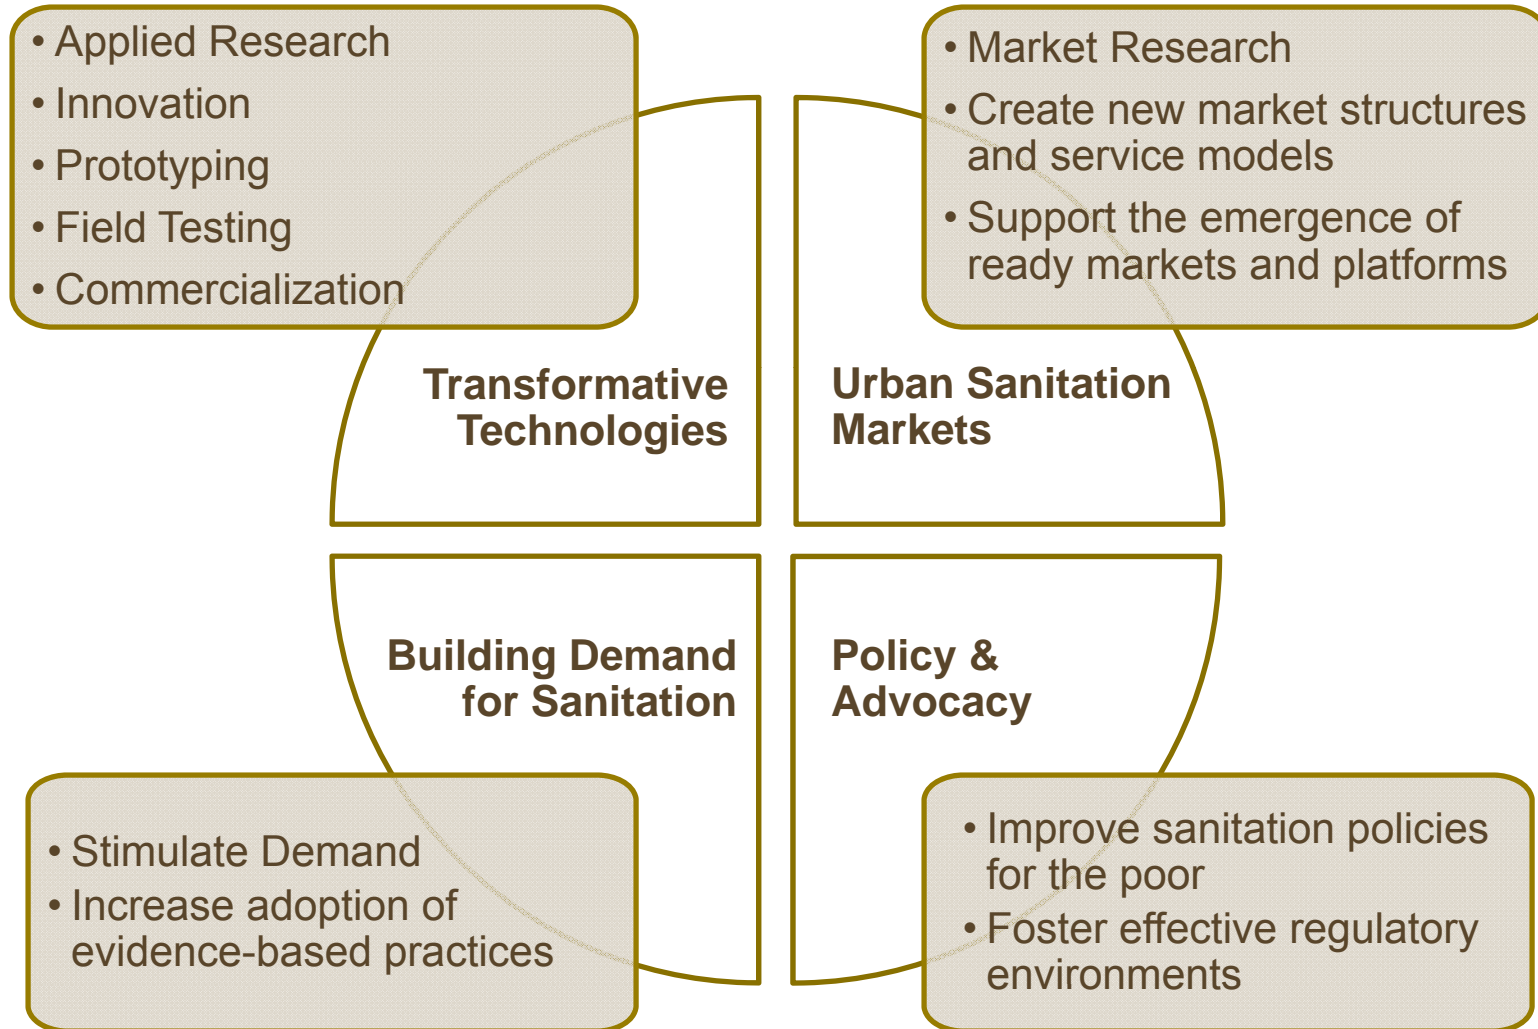 • Applied Research
• Innovation
• Prototyping
• Field Testing
• Commercialization
• Market Research
• Create new market structures
and service models
• Support the emergence of
ready markets and platforms
Transformative
Technologies
Urban Sanitation
Markets
Building Demand
for Sanitation
Policy &
Advocacy
• Stimulate Demand
• Increase adoption of
evidence-based practices
• Improve sanitation policies
for the poor
• Foster effective regulatory
environments